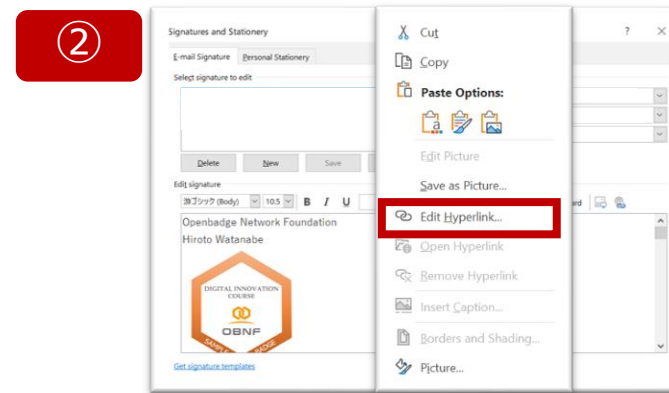 ②
Signatures and Stationery
?
E-mail Signature
Personal Stationery
Select signature to edit
Delete
New
Save
Edit signature
游ゴシック (Body)
10.5
B
I
U
Openbadge Network Foundation
Hiroto Watanabe
DIGITAL INNOVATION
COURSE
OBNF
Get signature templates
Cut
Copy
Paste Options:
Edit Picture
Save as Picture...
Edit Hyperlink...
Open Hyperlink
Remove Hyperlink
Insert Caption...
Borders and Shading...
Picture...